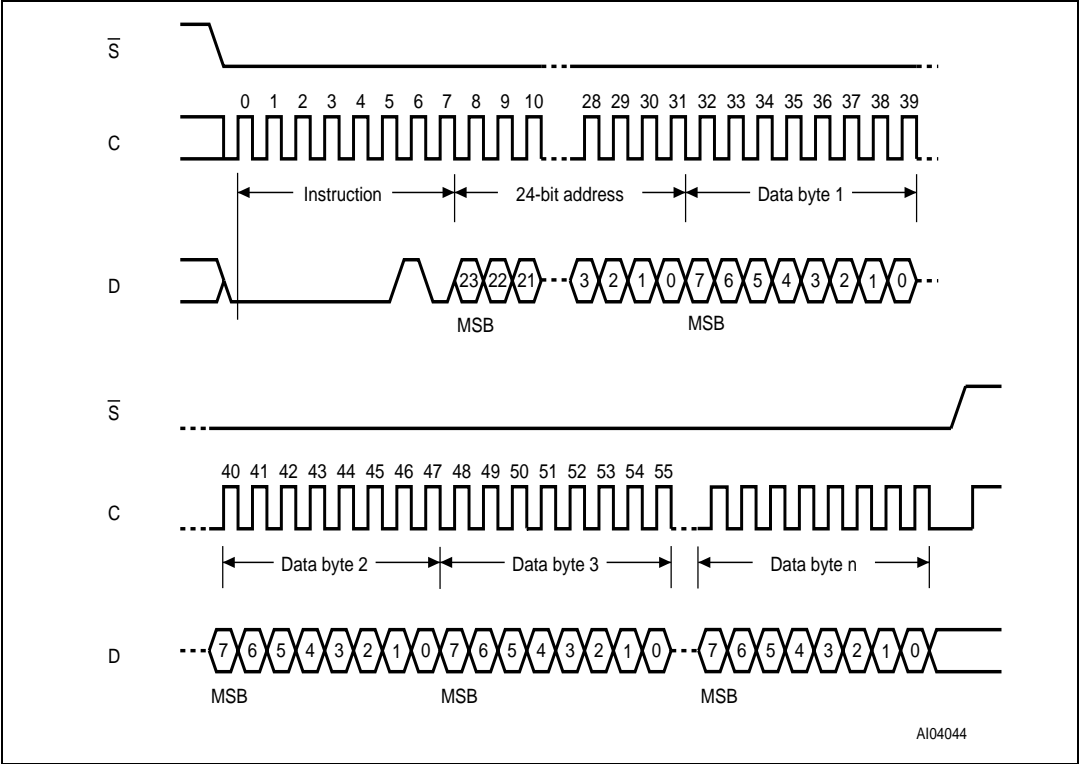 S̅
0 1 2 3 4 5 6 7 8 9 10 28 29 30 31 32 33 34 35 36 37 38 39
C
Instruction 24-bit address Data byte 1
D 23 22 21 3 2 1 0 7 6 5 4 3 2 1 0
MSB MSB
S̅
40 41 42 43 44 45 46 47 48 49 50 51 52 53 54 55
C
Data byte 2 Data byte 3 Data byte n
D 7 6 5 4 3 2 1 0 7 6 5 4 3 2 1 0 7 6 5 4 3 2 1 0
MSB MSB MSB
AI04044